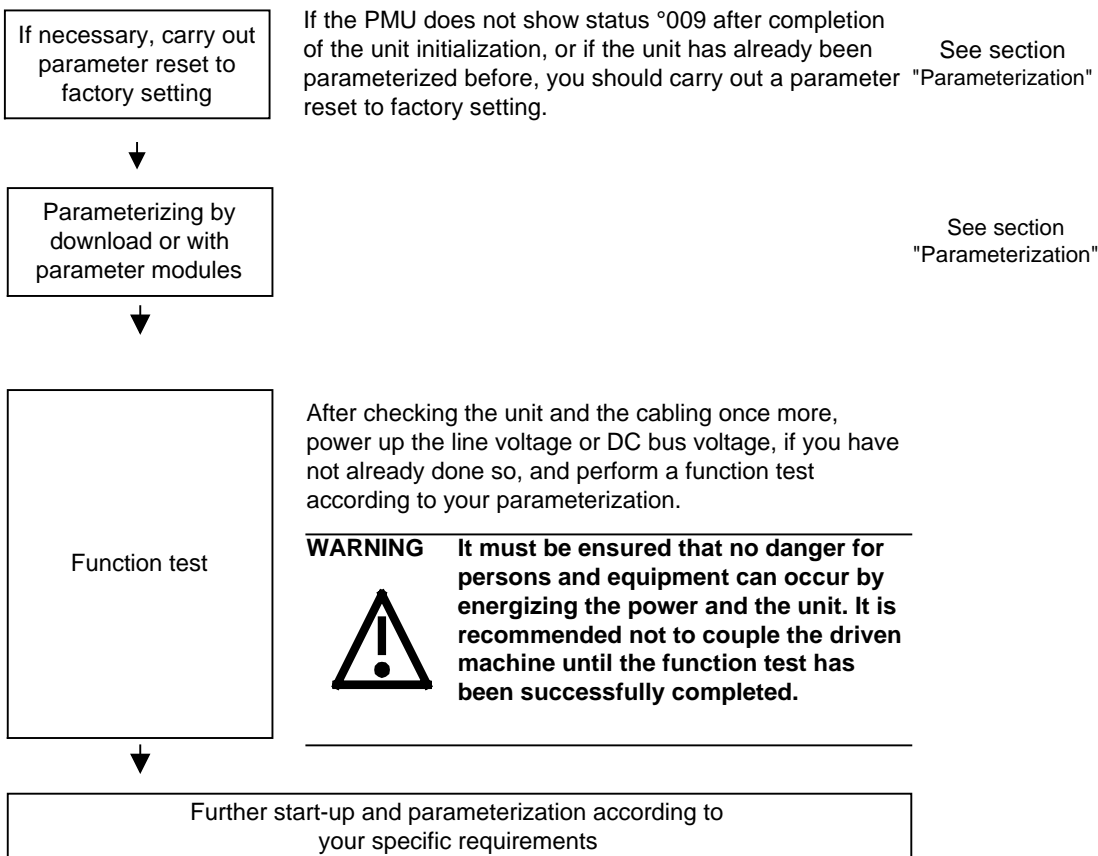 If necessary, carry out
parameter reset to
factory setting
If the PMU does not show status °009 after completion
of the unit initialization, or if the unit has already been
parameterized before, you should carry out a parameter
reset to factory setting.
See section
"Parameterization"
Parameterizing by
download or with
parameter modules
See section
"Parameterization"
Function test
After checking the unit and the cabling once more,
power up the line voltage or DC bus voltage, if you have
not already done so, and perform a function test
according to your parameterization.
WARNING
It must be ensured that no danger for
persons and equipment can occur by
energizing the power and the unit. It is
recommended not to couple the driven
machine until the function test has
been successfully completed.
Further start-up and parameterization according to
your specific requirements